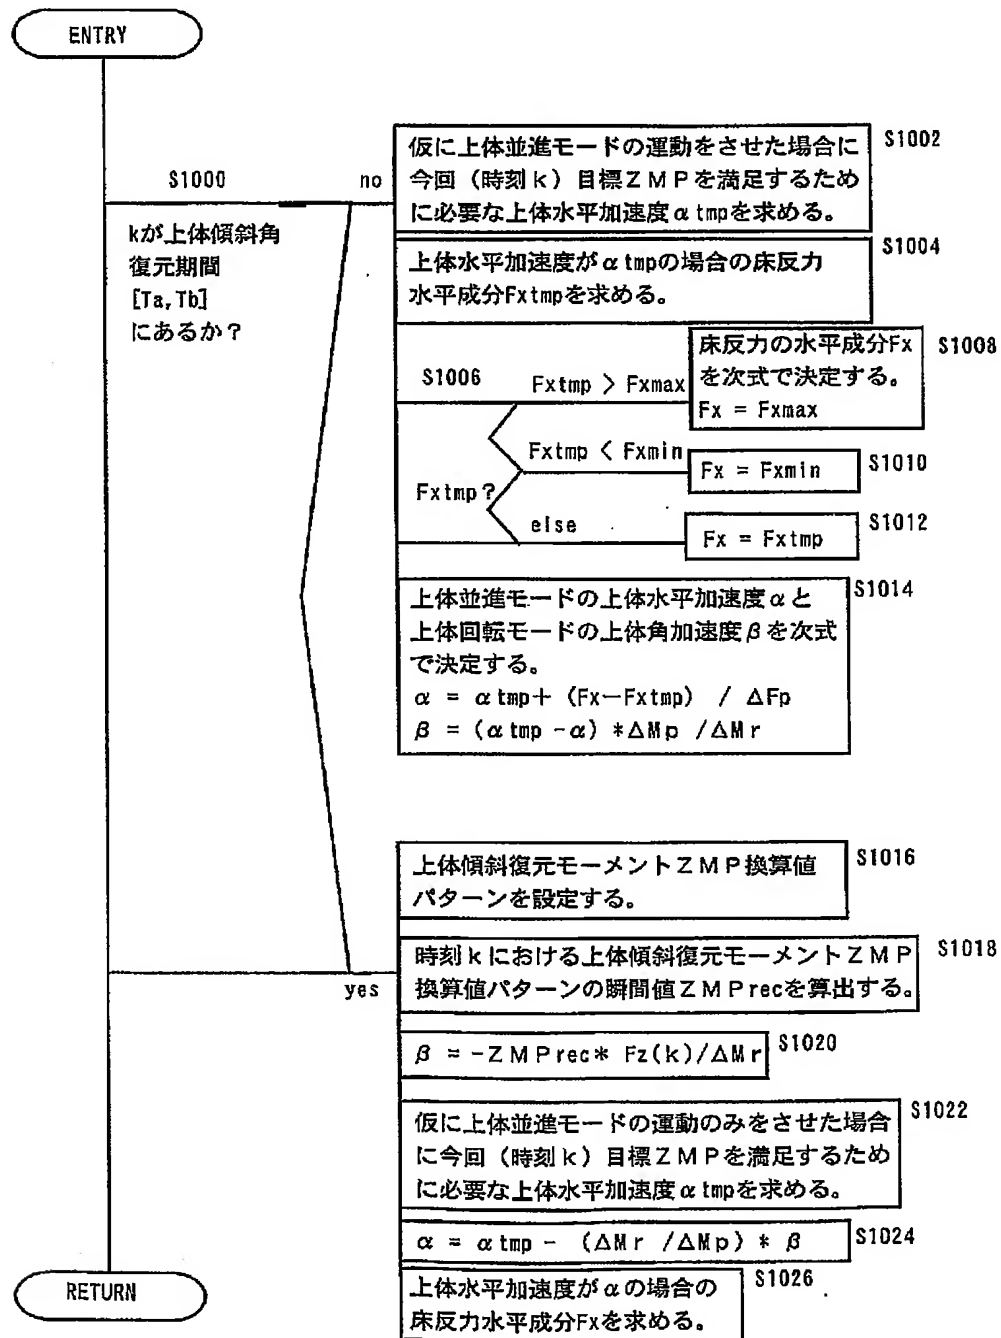 ENTRY
S1000
no
kが上体傾斜角
復元期間
[Ta,Tb]
にあるか？
仮に上体並進モードの運動をさせた場合に
今回（時刻ｋ）目標ＺＭＰを満足するため
に必要な上体水平加速度αtmpを求める。
S1002
上体水平加速度がαtmpの場合の床反力
水平成分Fxtmpを求める。
S1004
S1006
Fxtmp?
Fxtmp > Fxmax
床反力の水平成分Fx
を次式で決定する。
Fx = Fxmax
S1008
Fxtmp < Fxmin
Fx = Fxmin
S1010
else
Fx = Fxtmp
S1012
上体並進モードの上体水平加速度αと
上体回転モードの上体角加速度βを次式
で決定する。
α = αtmp+ (Fx-Fxtmp) / ΔFp
β = (αtmp -α) *ΔMp /ΔMr
S1014
上体傾斜復元モーメントＺＭＰ換算値
パターンを設定する。
S1016
yes
時刻ｋにおける上体傾斜復元モーメントＺＭＰ
換算値パターンの瞬間値ＺＭＰrecを算出する。
S1018
β = -ＺＭＰrec* Fz(k)/ΔMr
S1020
仮に上体並進モードの運動のみをさせた場合
に今回（時刻ｋ）目標ＺＭＰを満足するため
に必要な上体水平加速度αtmpを求める。
S1022
α = αtmp - (ΔMr /ΔMp) * β
S1024
上体水平加速度がαの場合の
床反力水平成分Fxを求める。
S1026
RETURN